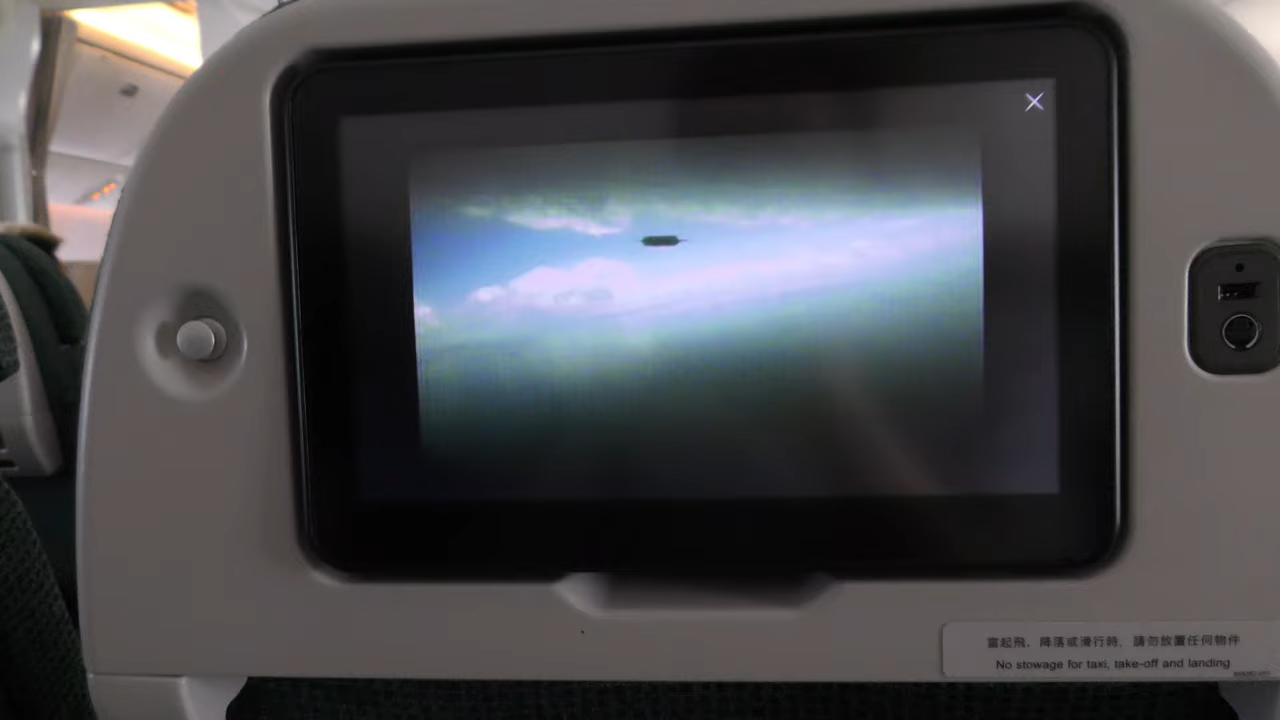 當起飛、降落或滑行時，請勿放置任何物件
No stowage for taxi, take-off and landing